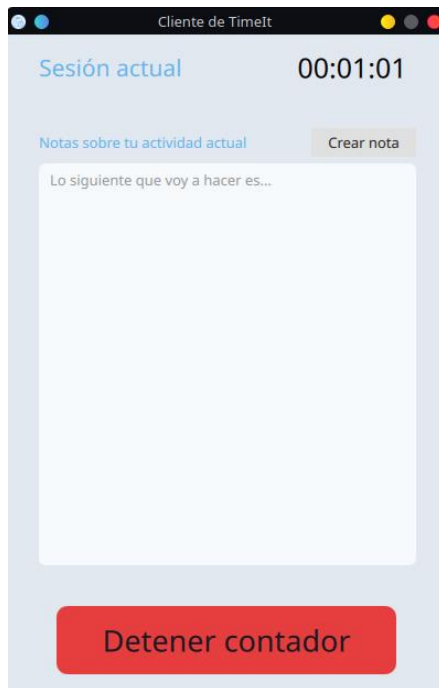 Cliente de TimeIt
Sesión actual 00:01:01
Notas sobre tu actividad actual Crear nota
Lo siguiente que voy a hacer es...
Detener contador